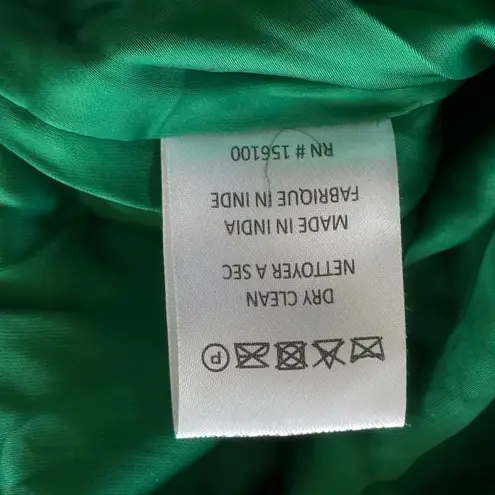 P
DRY CLEAN
NETTOYER A SEC
MADE IN INDIA
FABRIQUE IN INDE
RN # 156100